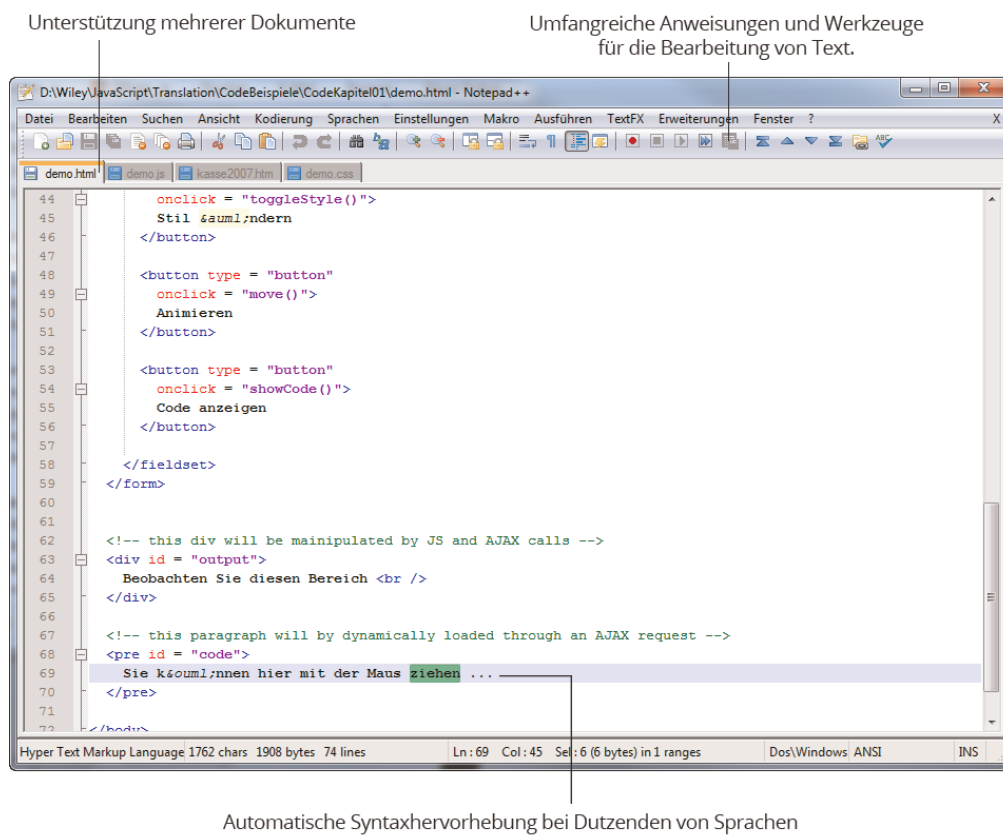 Unterstützung mehrerer Dokumente
Umfangreiche Anweisungen und Werkzeuge
für die Bearbeitung von Text.
D:\Wiley\JavaScript\Translation\CodeBeispiele\CodeKapitel01\demo.html - Notepad++
Datei Bearbeiten Suchen Ansicht Kodierung Sprachen Einstellungen Makro Ausführen TextFX Erweiterungen Fenster ? X
demo.html demo.js kasse2007.htm demo.css
44 onclick = "toggleStyle()">
45 Stil &auml;ndern
46 </button>
47
48 <button type = "button"
49 onclick = "move()">
50 Animieren
51 </button>
52
53 <button type = "button"
54 onclick = "showCode()">
55 Code anzeigen
56 </button>
57
58 </fieldset>
59 </form>
60
61
62 <!-- this div will be mainipulated by JS and AJAX calls -->
63 <div id = "output">
64 Beobachten Sie diesen Bereich <br />
65 </div>
66
67 <!-- this paragraph will by dynamically loaded through an AJAX request -->
68 <pre id = "code">
69 Sie k&ouml;nnen hier mit der Maus ziehen ...
70 </pre>
71
72 </body>
Hyper Text Markup Language 1762 chars 1908 bytes 74 lines Ln : 69 Col : 45 Sel : 6 (6 bytes) in 1 ranges Dos\Windows ANSI INS
Automatische Syntaxhervorhebung bei Dutzenden von Sprachen